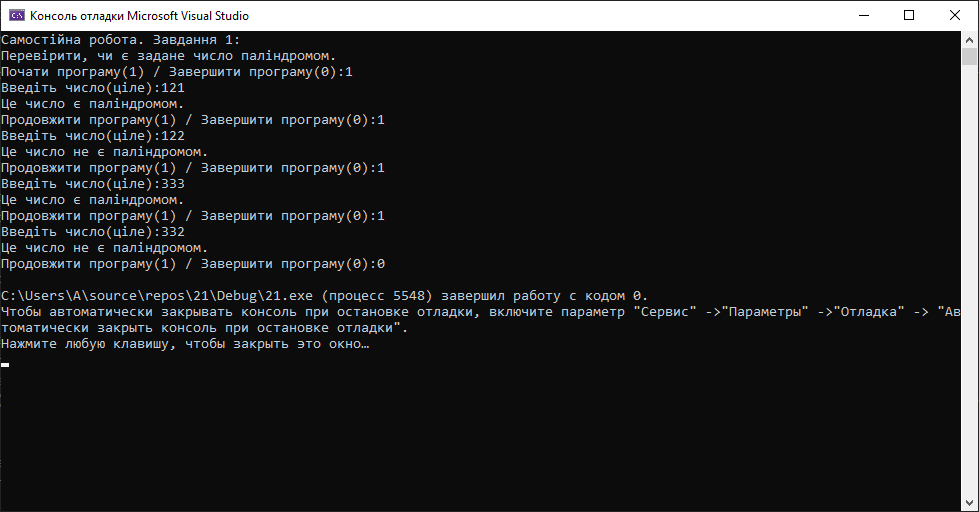 Консоль отладки Microsoft Visual Studio
Самостійна робота. Завдання 1:
Перевірити, чи є задане число паліндромом.
Почати програму(1) / Завершити програму(0):1
Введіть число(ціле):121
Це число є паліндромом.
Продовжити програму(1) / Завершити програму(0):1
Введіть число(ціле):122
Це число не є паліндромом.
Продовжити програму(1) / Завершити програму(0):1
Введіть число(ціле):333
Це число є паліндромом.
Продовжити програму(1) / Завершити програму(0):1
Введіть число(ціле):332
Це число не є паліндромом.
Продовжити програму(1) / Завершити програму(0):0
C:\Users\A\source\repos\21\Debug\21.exe (процесс 5548) завершил работу с кодом 0.
Чтобы автоматически закрывать консоль при остановке отладки, включите параметр "Сервис" ->"Параметры" ->"Отладка" -> "Ав
томатически закрыть консоль при остановке отладки".
Нажмите любую клавишу, чтобы закрыть это окно…